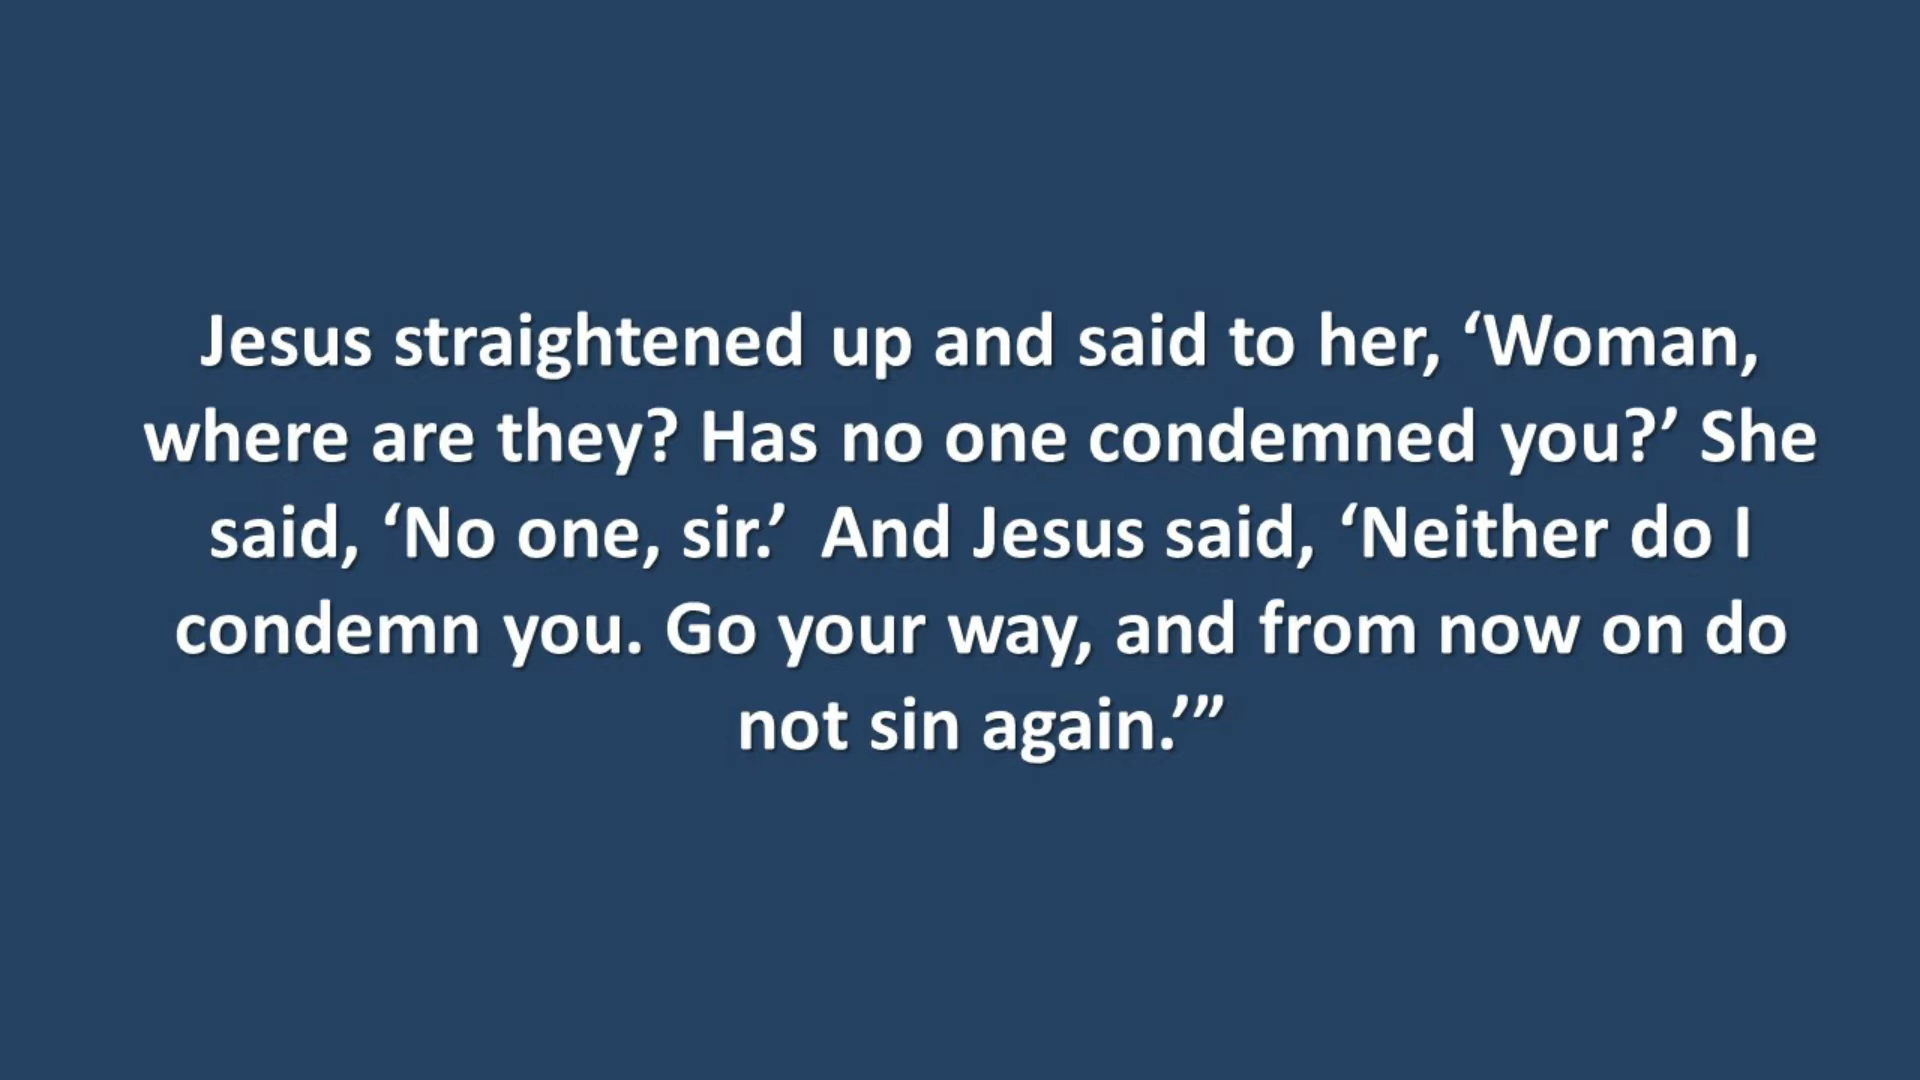 Jesus straightened up and said to her, ‘Woman,
where are they? Has no one condemned you?’ She
said, ‘No one, sir.’  And Jesus said, ‘Neither do I
condemn you. Go your way, and from now on do
not sin again.’”